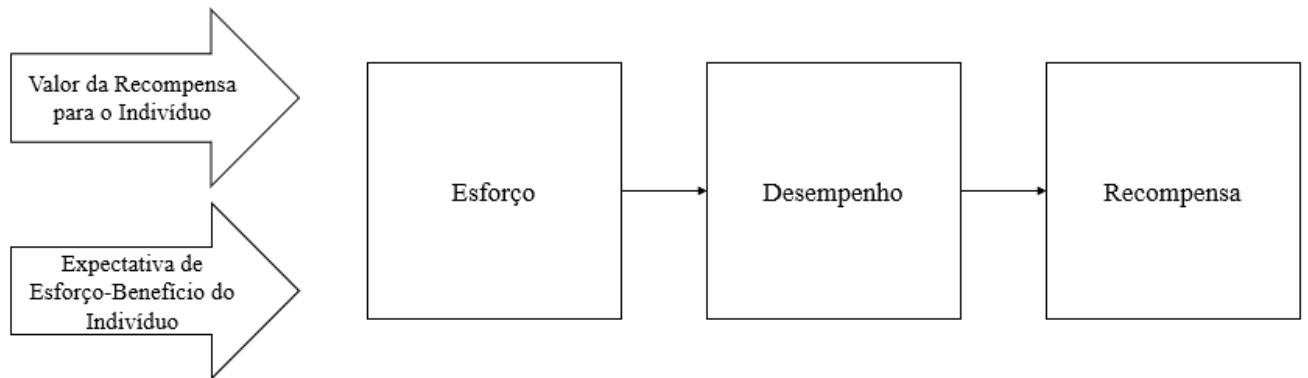 Valor da Recompensa
para o Indivíduo
Expectativa de
Esforço-Benefício do
Indivíduo
Esforço
Desempenho
Recompensa